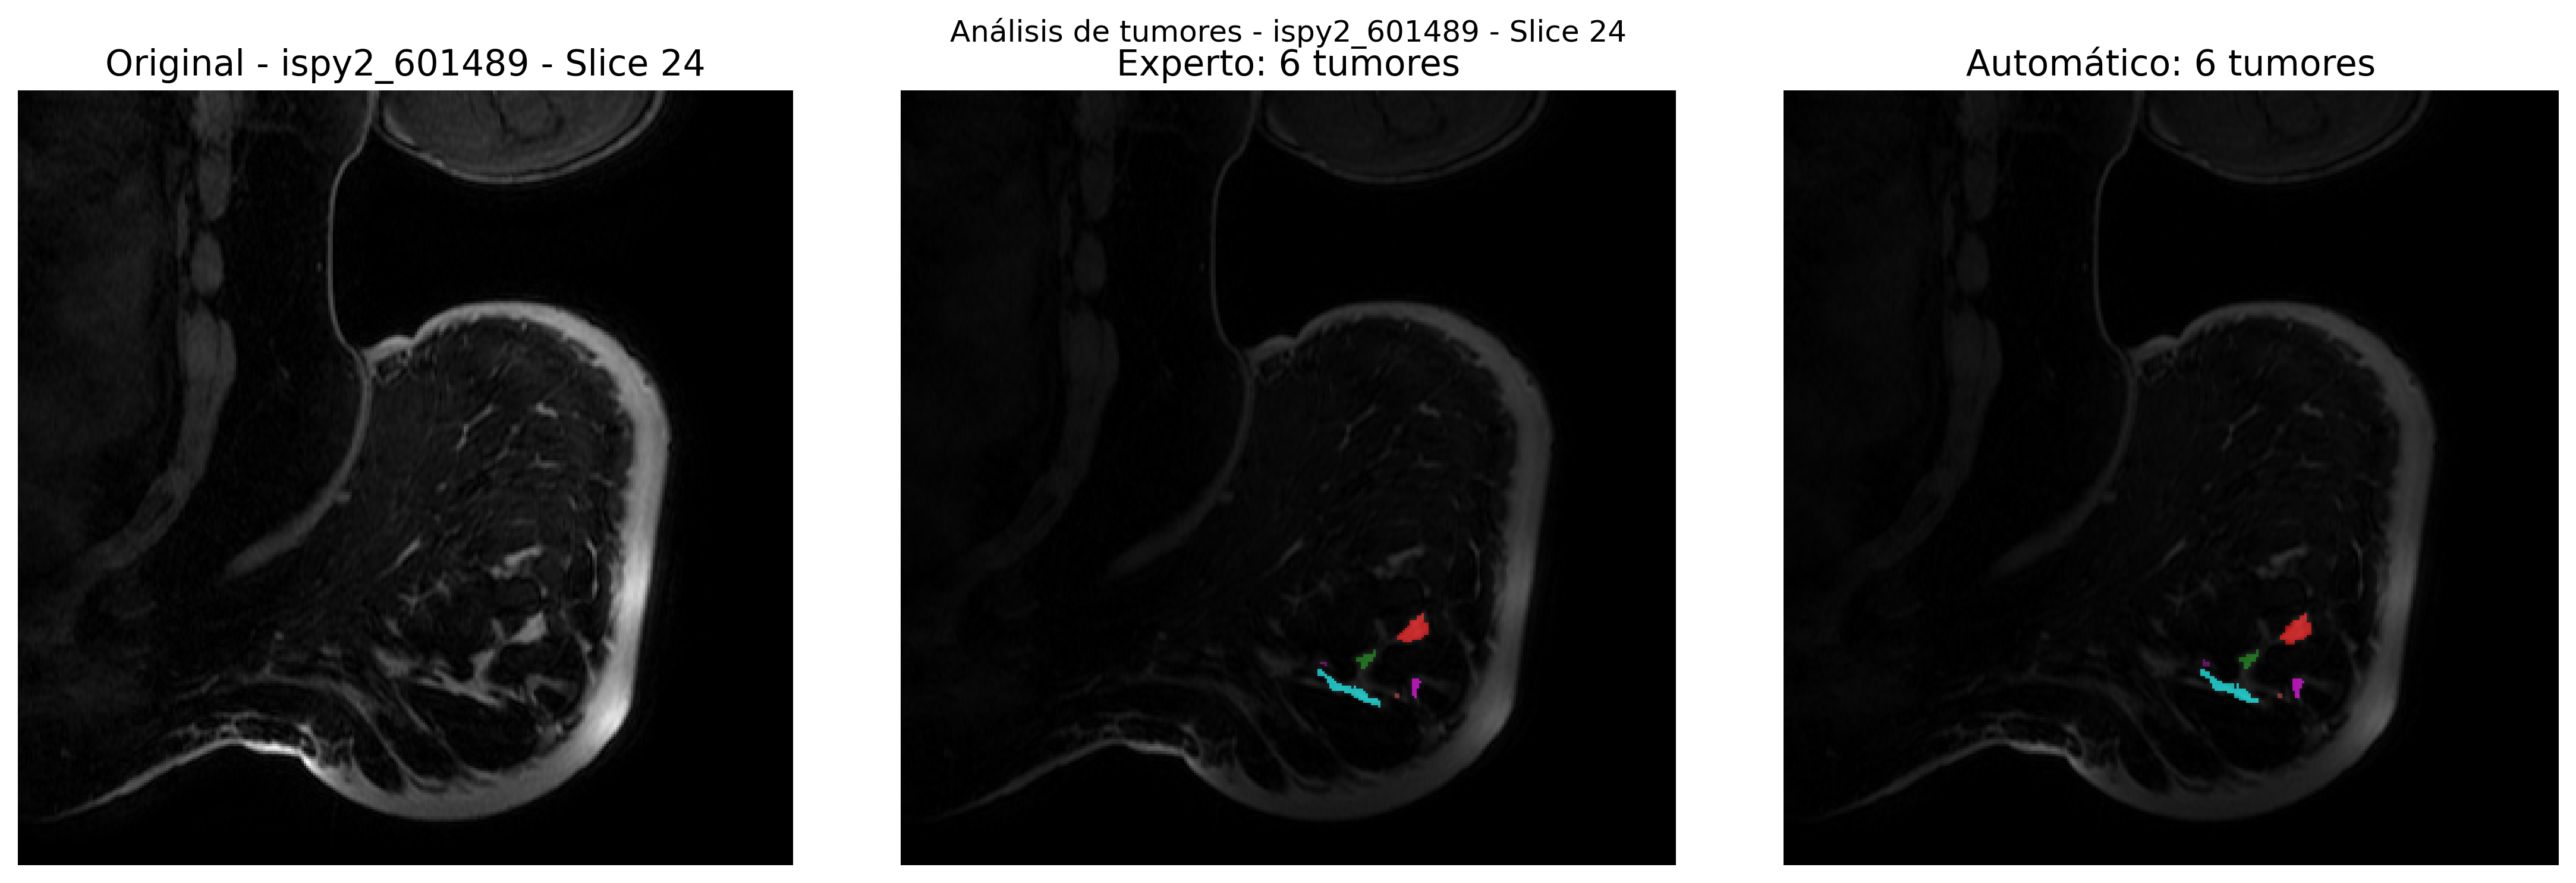 Análisis de tumores - ispy2_601489 - Slice 24
Original - ispy2_601489 - Slice 24
Experto: 6 tumores
Automático: 6 tumores